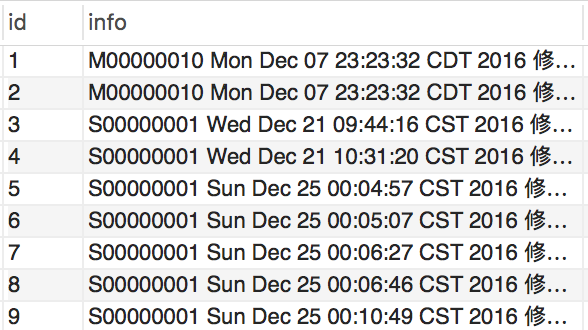 id info
1 M00000010 Mon Dec 07 23:23:32 CDT 2016 修...
2 M00000010 Mon Dec 07 23:23:32 CDT 2016 修...
3 S00000001 Wed Dec 21 09:44:16 CST 2016 修...
4 S00000001 Wed Dec 21 10:31:20 CST 2016 修...
5 S00000001 Sun Dec 25 00:04:57 CST 2016 修...
6 S00000001 Sun Dec 25 00:05:07 CST 2016 修...
7 S00000001 Sun Dec 25 00:06:27 CST 2016 修...
8 S00000001 Sun Dec 25 00:06:46 CST 2016 修...
9 S00000001 Sun Dec 25 00:10:49 CST 2016 修...